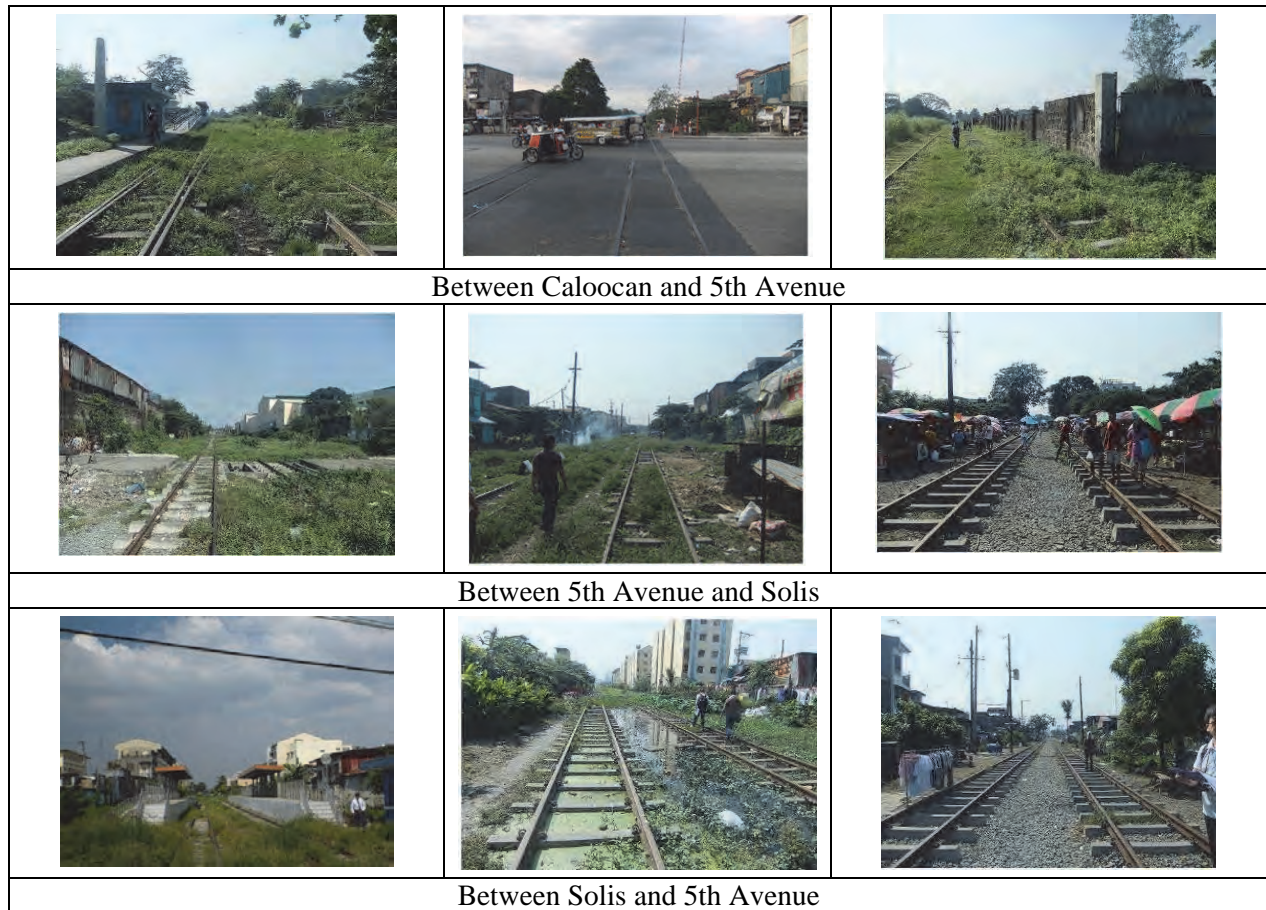 Between Caloocan and 5th Avenue
Between 5th Avenue and Solis
Between Solis and 5th Avenue